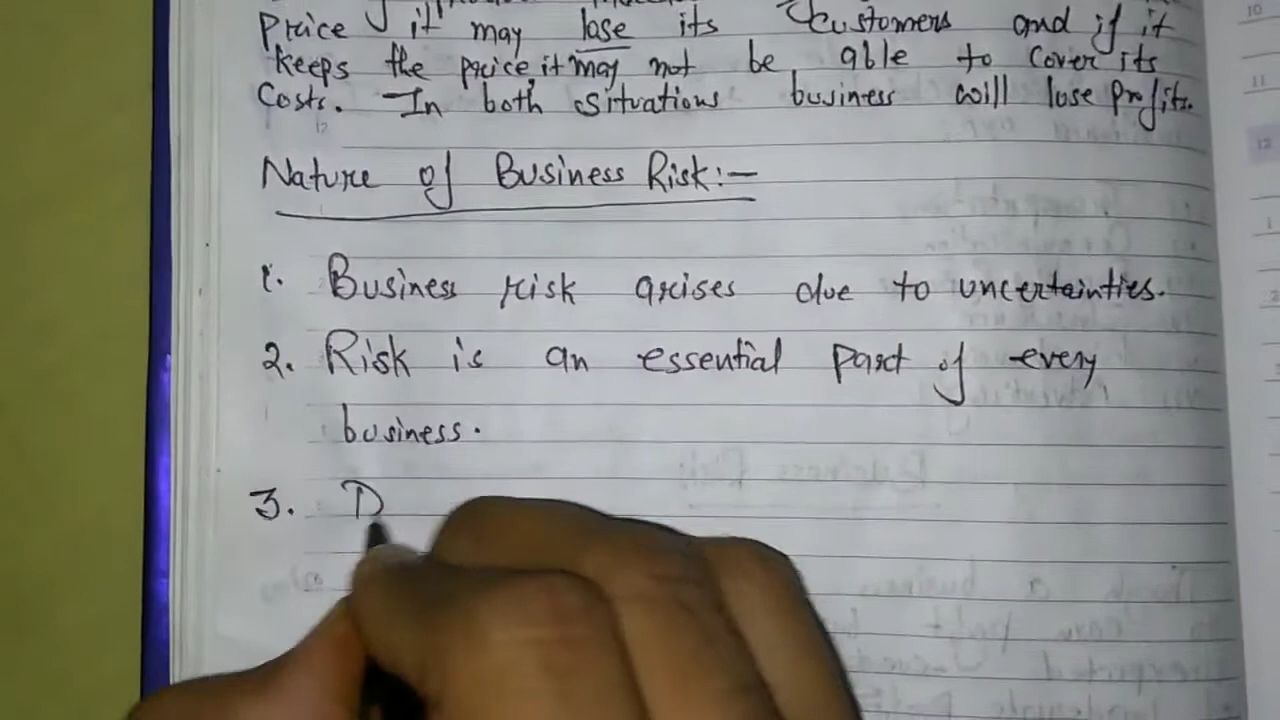 Price it may lose its customers and if it
keeps the price, it may not be able to cover its
Costs. In both situations business will lose profits.
Nature of Business Risk:-
1. Business risk arises due to uncertainties.
2. Risk is an essential part of every
business.
3. D